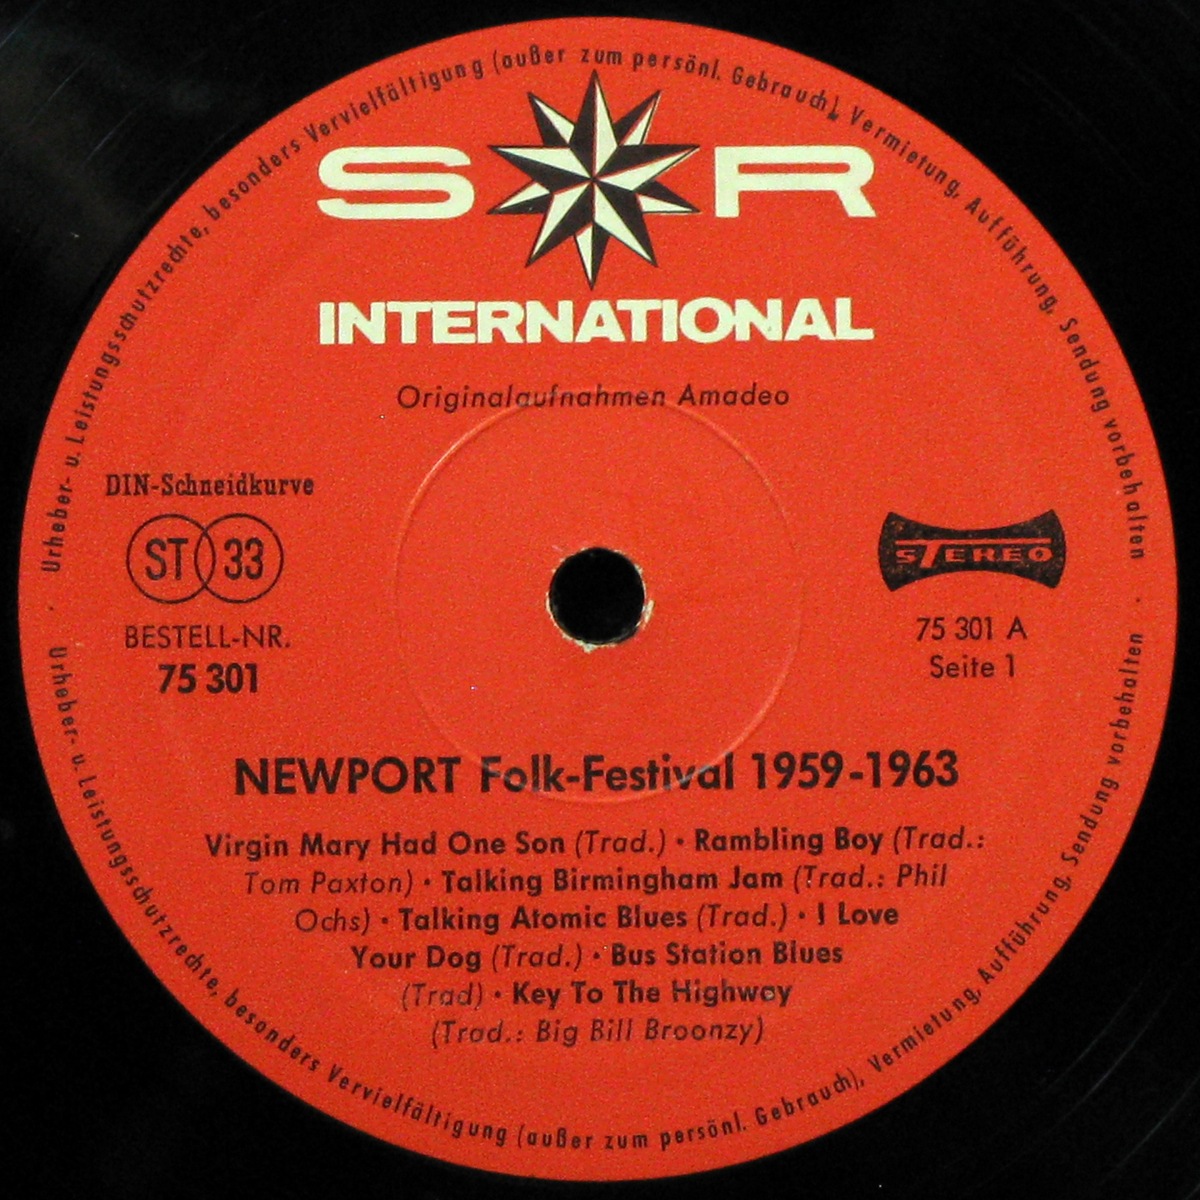 Urheber- u. Leistungsschutzrechte, besonders Vervielfältigung (außer zum persönl. Gebrauch), Vermietung, Aufführung, Sendung vorbehalten
S R
INTERNATIONAL
Originalaufnahmen Amadeo
DIN-Schneidkurve
ST 33
BESTELL-NR.
75 301
STEREO
75 301 A
Seite 1
NEWPORT Folk-Festival 1959-1963
Virgin Mary Had One Son (Trad.) · Rambling Boy (Trad.:
Tom Paxton) · Talking Birmingham Jam (Trad.: Phil
Ochs) · Talking Atomic Blues (Trad.) · I Love
Your Dog (Trad.) · Bus Station Blues
(Trad) · Key To The Highway
(Trad.: Big Bill Broonzy)
· Urheber- u. Leistungsschutzrechte, besonders Vervielfältigung (außer zum persönl. Gebrauch), Vermietung, Aufführung, Sendung vorbehalten ·